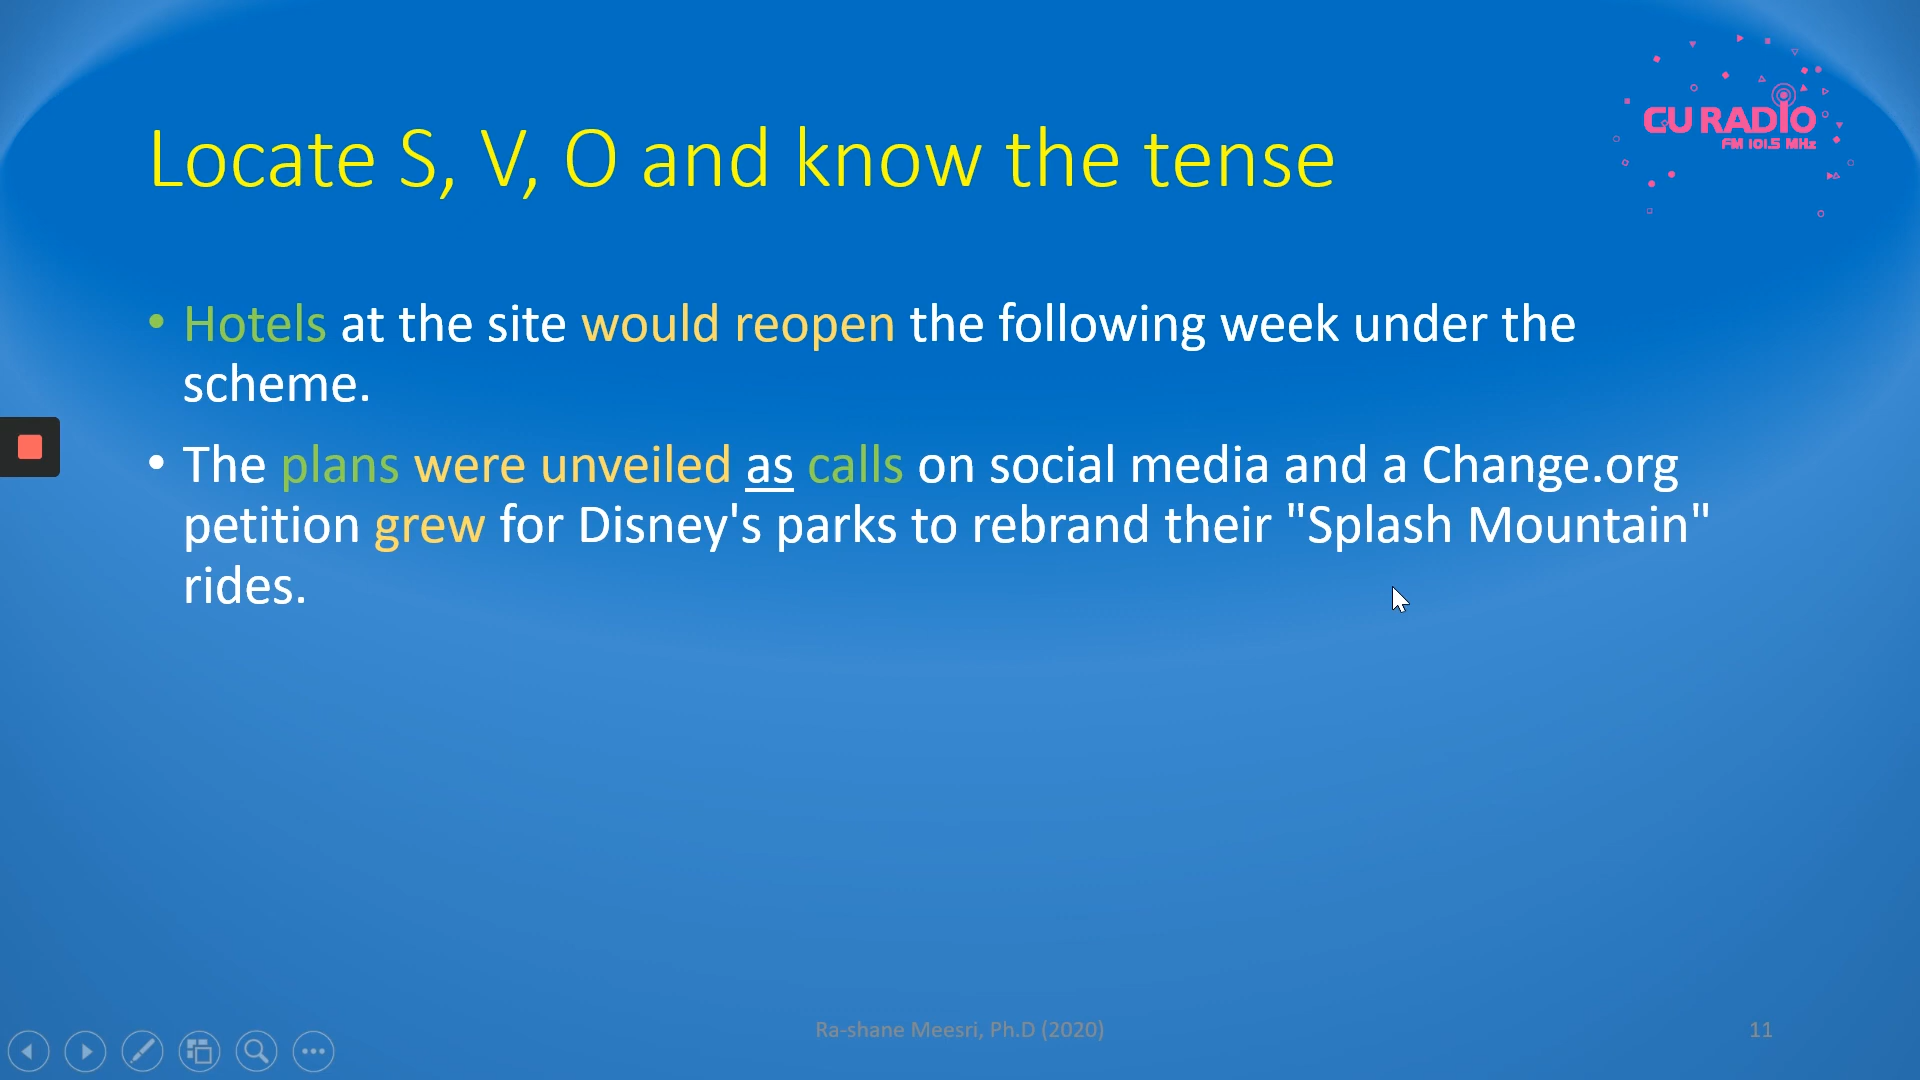 CU RADIO
FM 101.5 MHz
Locate S, V, O and know the tense
• Hotels at the site would reopen the following week under the
scheme.
• The plans were unveiled as calls on social media and a Change.org
petition grew for Disney's parks to rebrand their "Splash Mountain"
rides.
Ra-shane Meesri, Ph.D (2020)
11